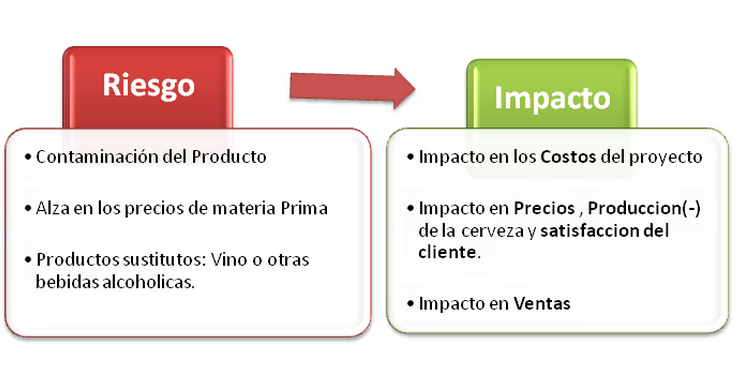 Riesgo
• Contaminación del Producto
• Alza en los precios de materia Prima
• Productos sustitutos: Vino o otras
bebidas alcoholicas.
Impacto
• Impacto en los Costos del proyecto
• Impacto en Precios , Produccion(-)
de la cerveza y satisfaccion del
cliente.
• Impacto en Ventas